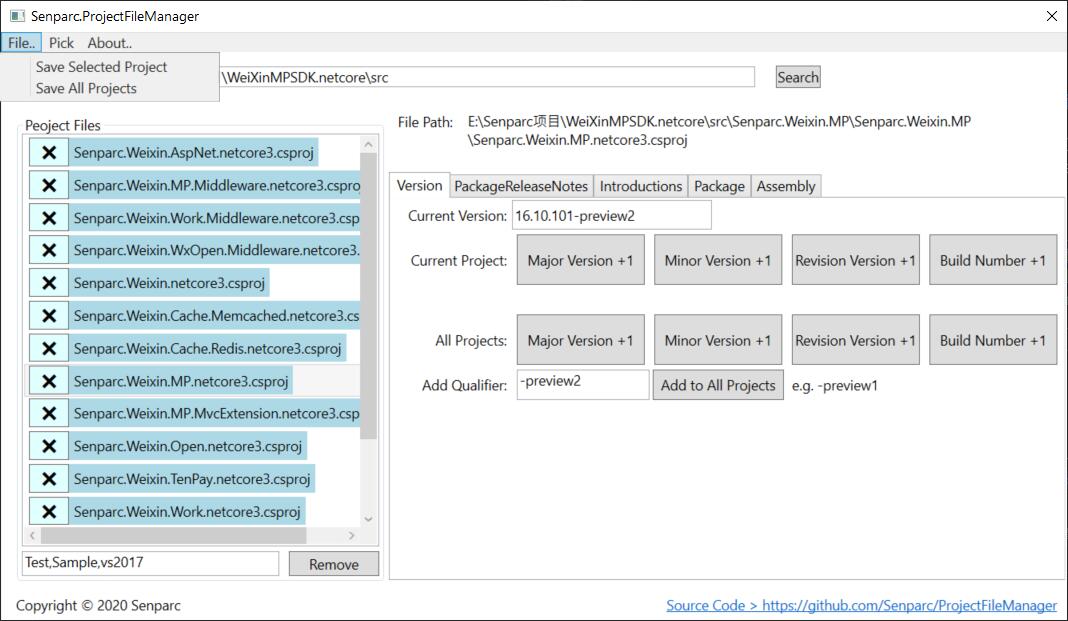 Senparc.ProjectFileManager
File.. Pick About..
Save Selected Project
Save All Projects
\WeiXinMPSDK.netcore\src
Search
Peoject Files
Senparc.Weixin.AspNet.netcore3.csproj
Senparc.Weixin.MP.Middleware.netcore3.cspro
Senparc.Weixin.Work.Middleware.netcore3.csp
Senparc.Weixin.WxOpen.Middleware.netcore3.
Senparc.Weixin.netcore3.csproj
Senparc.Weixin.Cache.Memcached.netcore3.cs
Senparc.Weixin.Cache.Redis.netcore3.csproj
Senparc.Weixin.MP.netcore3.csproj
Senparc.Weixin.MP.MvcExtension.netcore3.csp
Senparc.Weixin.Open.netcore3.csproj
Senparc.Weixin.TenPay.netcore3.csproj
Senparc.Weixin.Work.netcore3.csproj
Test,Sample,vs2017
Remove
File Path: E:\Senparc项目\WeiXinMPSDK.netcore\src\Senparc.Weixin.MP\Senparc.Weixin.MP
\Senparc.Weixin.MP.netcore3.csproj
Version PackageReleaseNotes Introductions Package Assembly
Current Version: 16.10.101-preview2
Current Project: Major Version +1 Minor Version +1 Revision Version +1 Build Number +1
All Projects: Major Version +1 Minor Version +1 Revision Version +1 Build Number +1
Add Qualifier: -preview2 Add to All Projects e.g. -preview1
Copyright © 2020 Senparc
Source Code > https://github.com/Senparc/ProjectFileManager